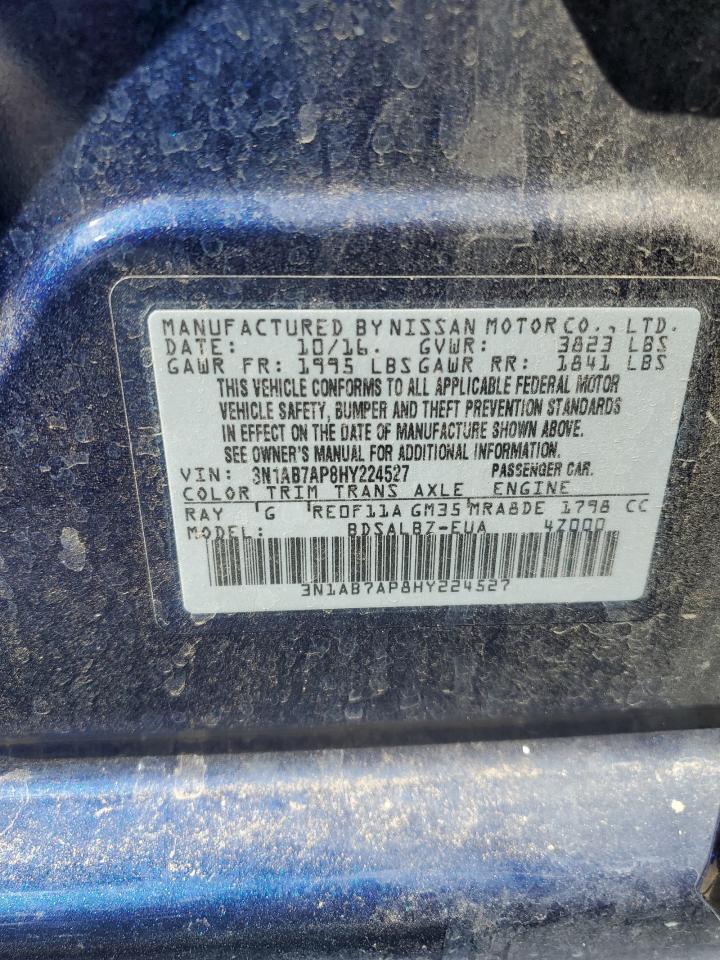 MANUFACTURED BY NISSAN MOTOR CO., LTD.
DATE: 10/16. GVWR: 3823 LBS
GAWR FR: 1995 LBS GAWR RR: 1841 LBS
THIS VEHICLE CONFORMS TO ALL APPLICABLE FEDERAL MOTOR
VEHICLE SAFETY, BUMPER AND THEFT PREVENTION STANDARDS
IN EFFECT ON THE DATE OF MANUFACTURE SHOWN ABOVE.
SEE OWNER'S MANUAL FOR ADDITIONAL INFORMATION.
VIN: 3N1AB7AP8HY224527 PASSENGER CAR.
COLOR TRIM TRANS AXLE ENGINE
RAY G RE0F11A GM35 MRA8DE 1798 CC
MODEL: BDSALBZ-EUA 4Z000
3N1AB7AP8HY224527